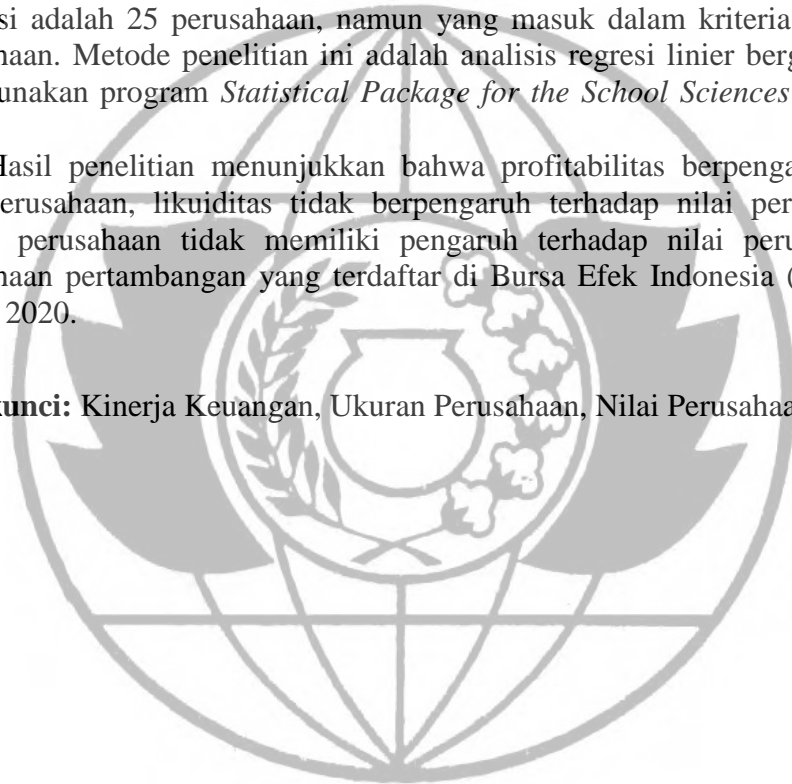 si adalah 25 perusahaan, namun yang masuk dalam kriteria
naan. Metode penelitian ini adalah analisis regresi linier berg
unakan program Statistical Package for the School Sciences
Hasil penelitian menunjukkan bahwa profitabilitas berpenga
erusahaan, likuiditas tidak berpengaruh terhadap nilai per
perusahaan tidak memiliki pengaruh terhadap nilai peru
naan pertambangan yang terdaftar di Bursa Efek Indonesia (
2020.
kunci: Kinerja Keuangan, Ukuran Perusahaan, Nilai Perusahaa